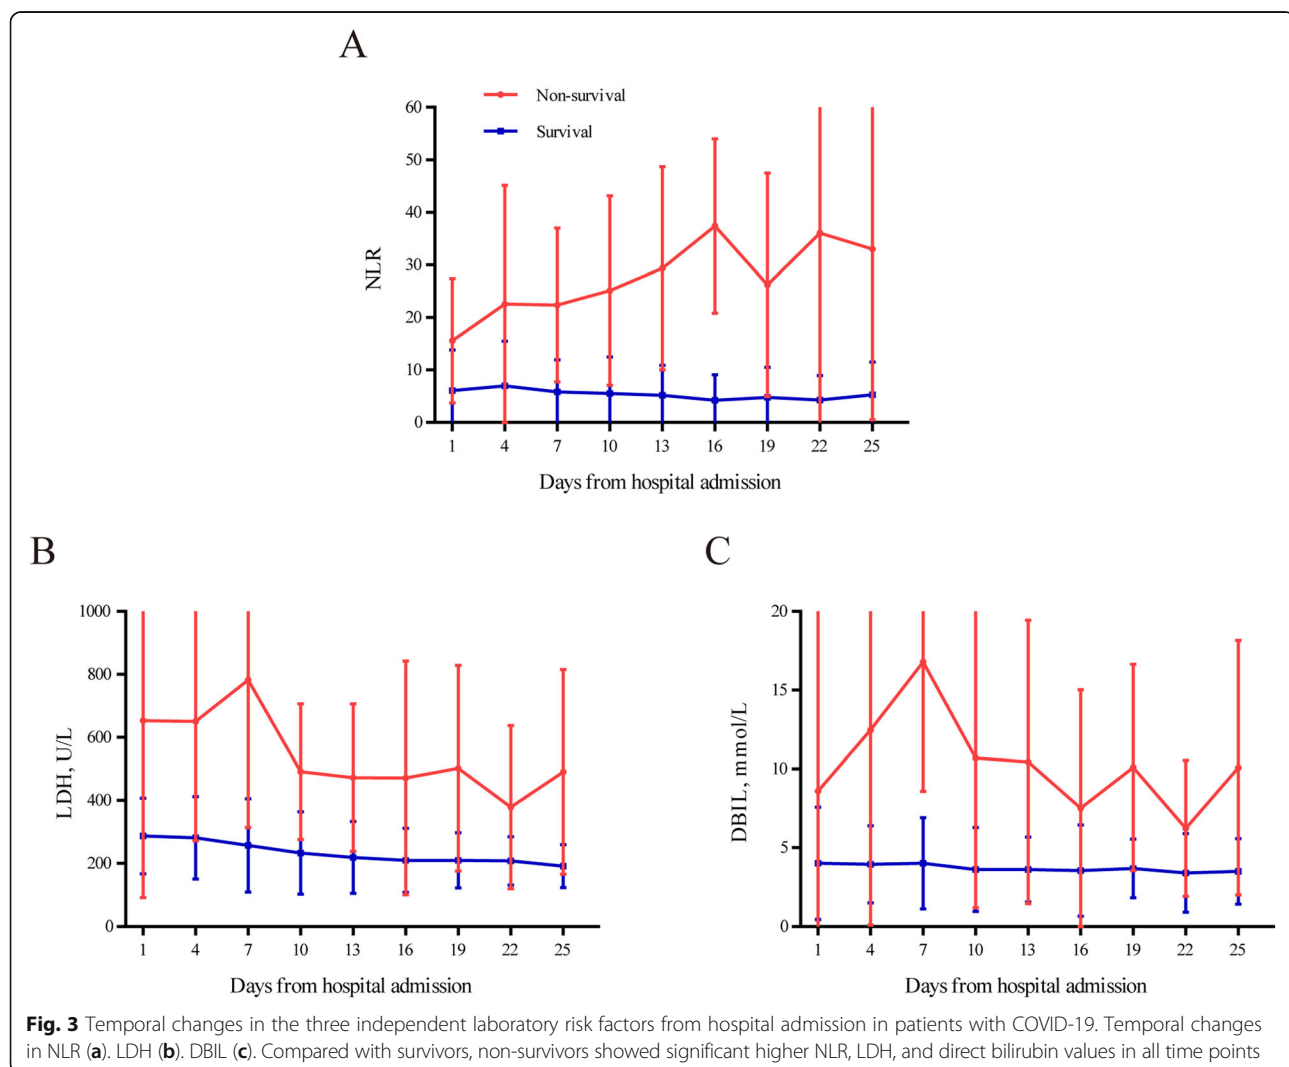 A
Non-survival
Survival
60
50
40
30
20
10
0
NLR
1 4 7 10 13 16 19 22 25
Days from hospital admission
B
1000
800
600
400
200
0
LDH, U/L
1 4 7 10 13 16 19 22 25
Days from hospital admission
C
20
15
10
5
0
DBIL, mmol/L
1 4 7 10 13 16 19 22 25
Days from hospital admission
Fig. 3 Temporal changes in the three independent laboratory risk factors from hospital admission in patients with COVID-19. Temporal changes
in NLR (a). LDH (b). DBIL (c). Compared with survivors, non-survivors showed significant higher NLR, LDH, and direct bilirubin values in all time points